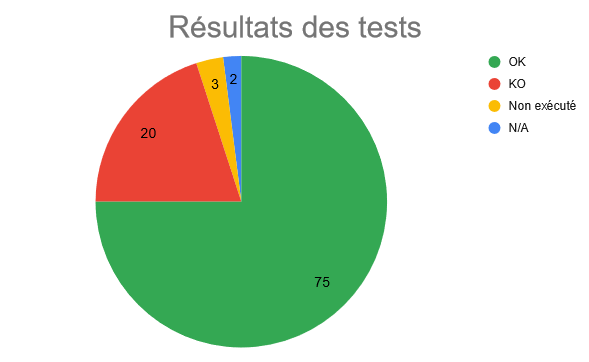 Résultats des tests
OK
KO
Non exécuté
N/A
2
3
20
75